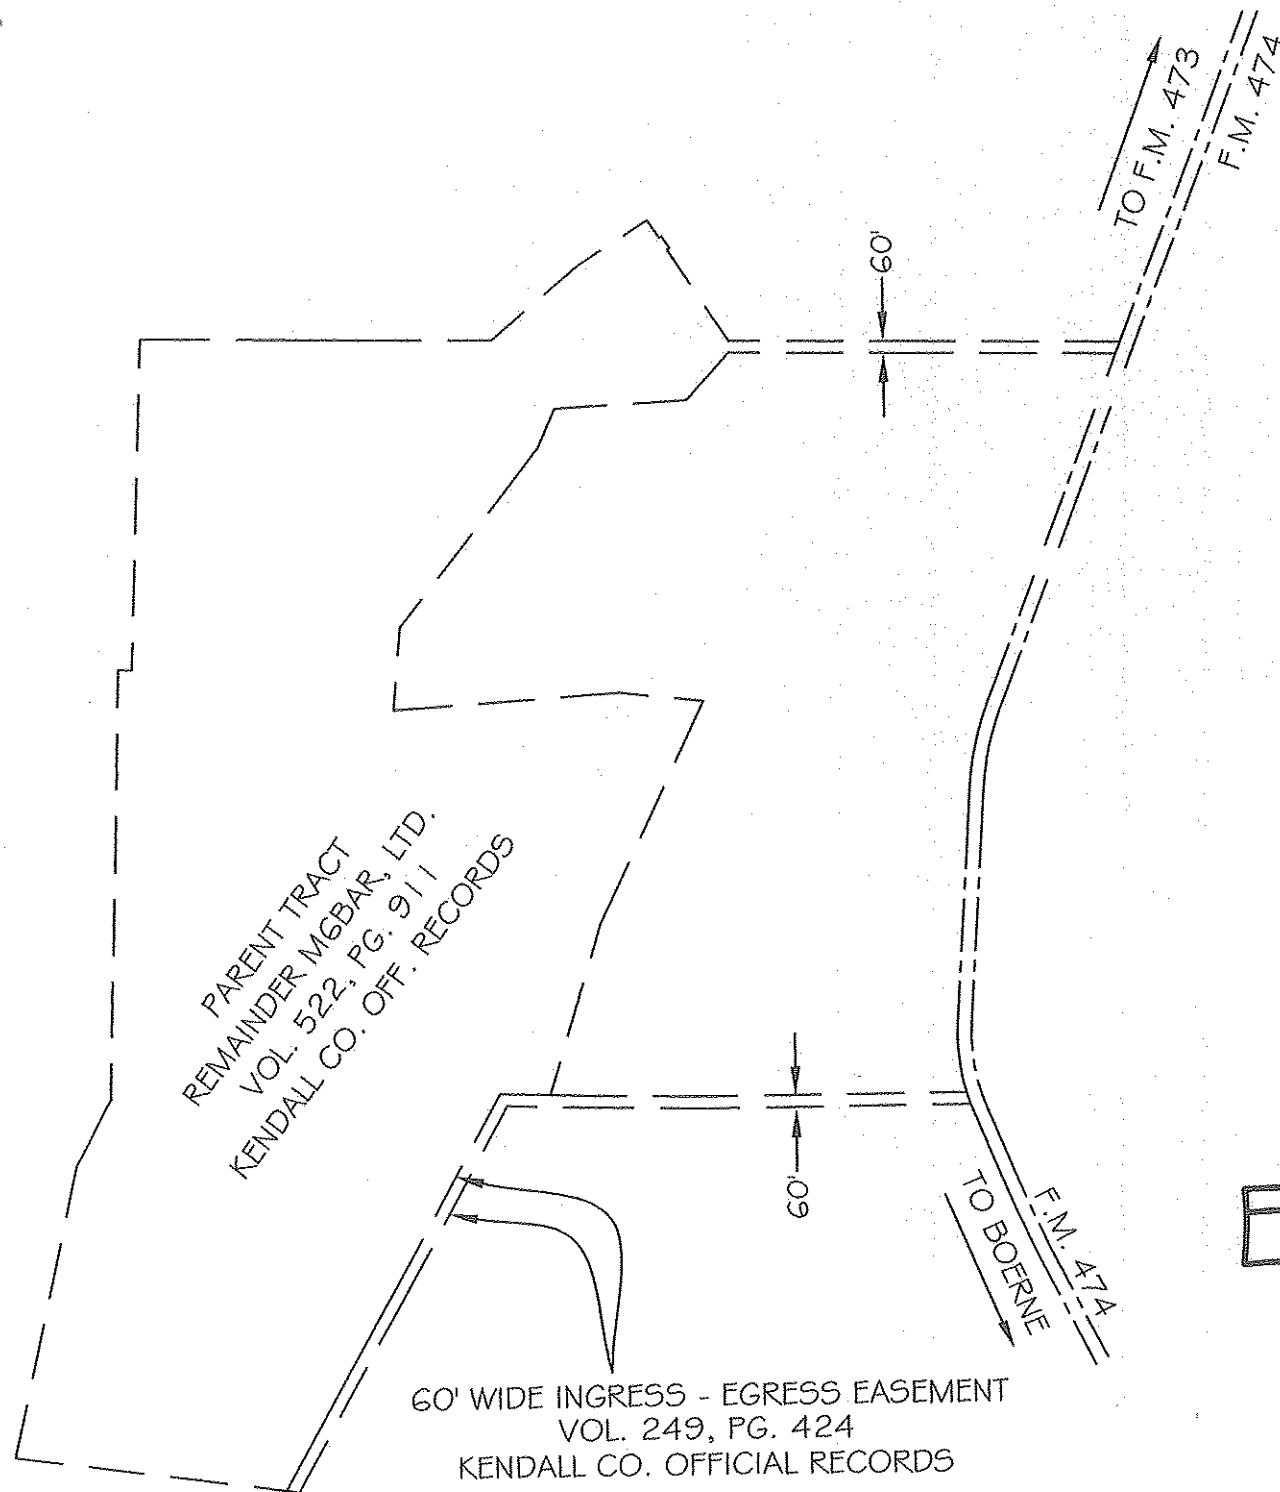 TO F.M. 473
F.M. 474
60'
PARENT TRACT
REMAINDER M6BAR, LTD.
VOL. 522, PG. 911
KENDALL CO. OFF. RECORDS
60'
TO BOERNE
F.M. 474
60' WIDE INGRESS - EGRESS EASEMENT
VOL. 249, PG. 424
KENDALL CO. OFFICIAL RECORDS